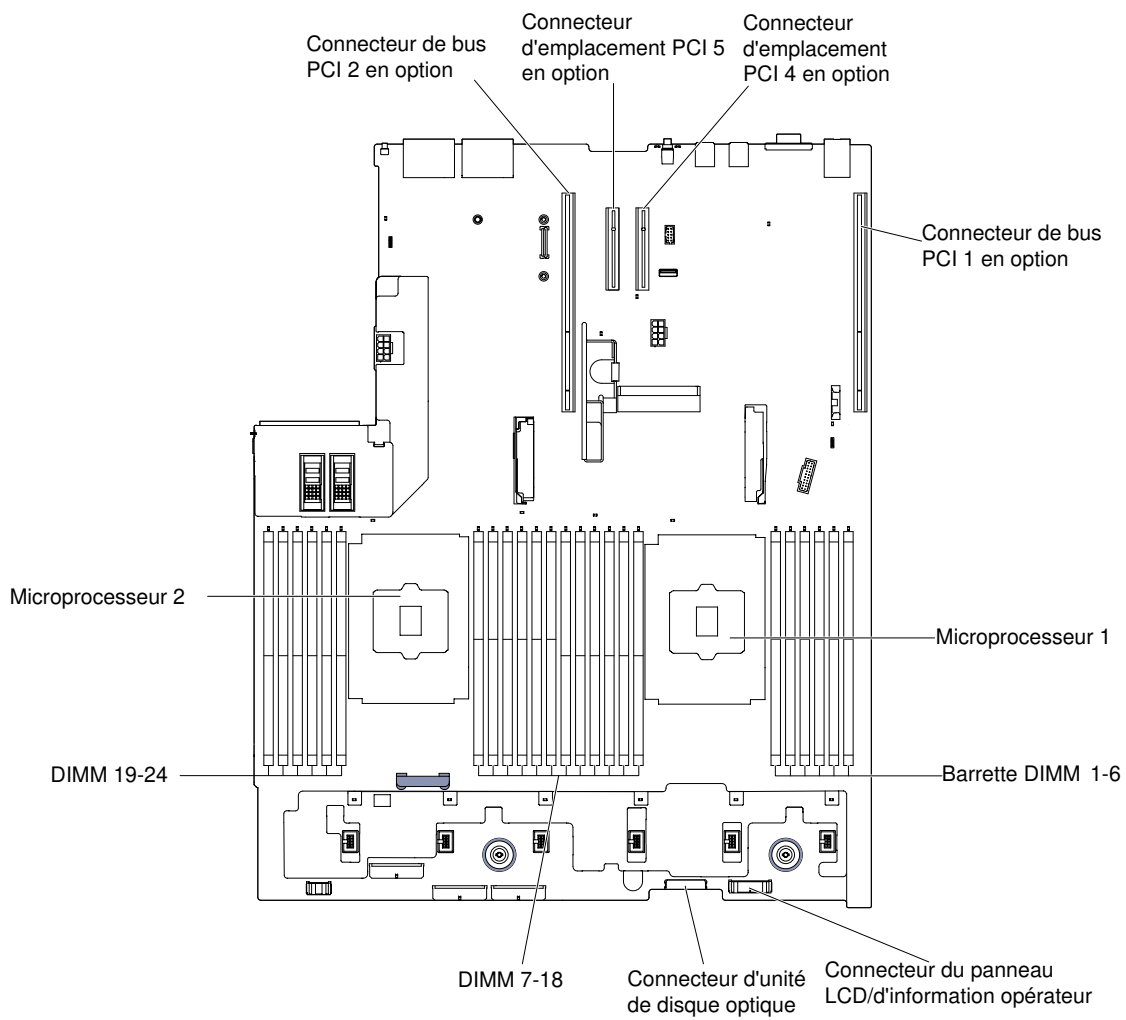 Connecteur de bus
PCI 2 en option
Connecteur
d'emplacement PCI 5
en option
Connecteur
d'emplacement
PCI 4 en option
Connecteur de bus
PCI 1 en option
Microprocesseur 2
Microprocesseur 1
DIMM 19-24
Barrette DIMM 1-6
DIMM 7-18
Connecteur d'unité
de disque optique
Connecteur du panneau
LCD/d'information opérateur